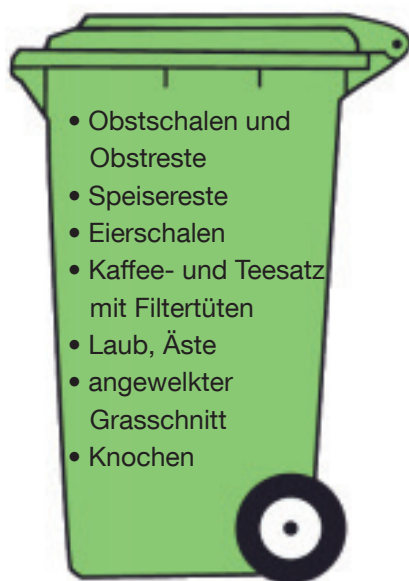 • Obstschalen und
Obstreste
• Speisereste
• Eierschalen
• Kaffee- und Teesatz
mit Filtertüten
• Laub, Äste
• angewelkter
Grasschnitt
• Knochen